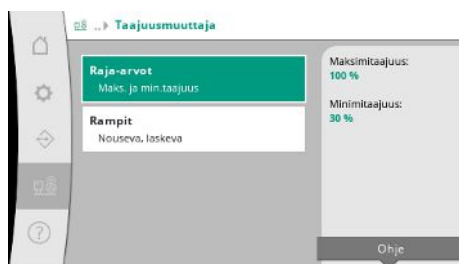 ..▸ Taajuusmuuttaja
Raja-arvot
Maks. ja min.taajuus
Rampit
Nouseva, laskeva
Maksimitaajuus:
100 %
Minimitaajuus:
30 %
?
Ohje